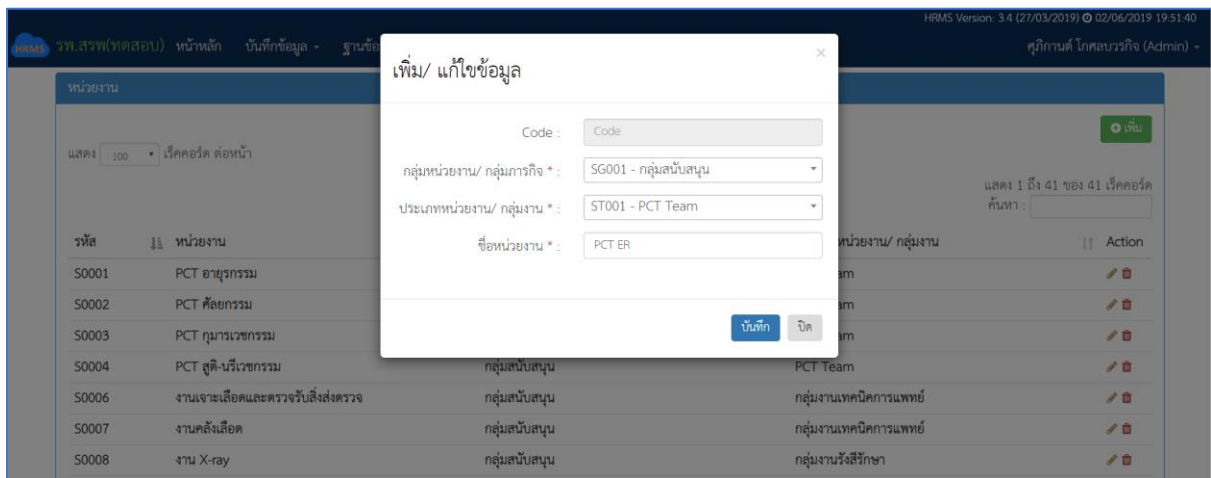 HRMS Version: 3.4 (27/03/2019) 02/06/2019 19:51:40
HRMS รพ.สรพ(ทดสอบ) หน้าหลัก บันทึกข้อมูล ฐานข้อ ศุภิกานต์ โกศลบวรกิจ (Admin)
หน่วยงาน
×
เพิ่ม/ แก้ไขข้อมูล
เพิ่ม
แสดง 100 เร็คคอร์ด ต่อหน้า
Code : Code
กลุ่มหน่วยงาน/ กลุ่มภารกิจ * : SG001 - กลุ่มสนับสนุน
แสดง 1 ถึง 41 ของ 41 เร็คคอร์ด
ประเภทหน่วยงาน/ กลุ่มงาน * : ST001 - PCT Team
ค้นหา :
ชื่อหน่วยงาน * : PCT ER
บันทึก ปิด
รหัส หน่วยงาน หน่วยงาน/ กลุ่มงาน Action
S0001 PCT อายุรกรรม am
S0002 PCT ศัลยกรรม am
S0003 PCT กุมารเวชกรรม am
S0004 PCT สูติ-นรีเวชกรรม กลุ่มสนับสนุน PCT Team
S0006 งานเจาะเลือดและตรวจรับสิ่งส่งตรวจ กลุ่มสนับสนุน กลุ่มงานเทคนิคการแพทย์
S0007 งานคลังเลือด กลุ่มสนับสนุน กลุ่มงานเทคนิคการแพทย์
S0008 งาน X-ray กลุ่มสนับสนุน กลุ่มงานรังสีรักษา